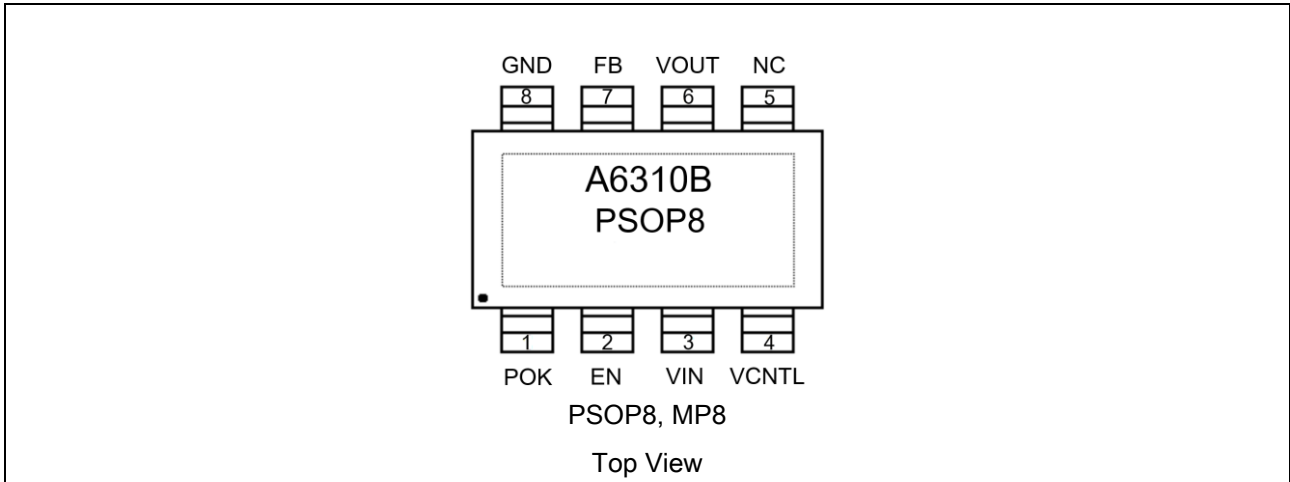 GND FB VOUT NC
8 7 6 5
A6310B
PSOP8
1 2 3 4
POK EN VIN VCNTL
PSOP8, MP8
Top View